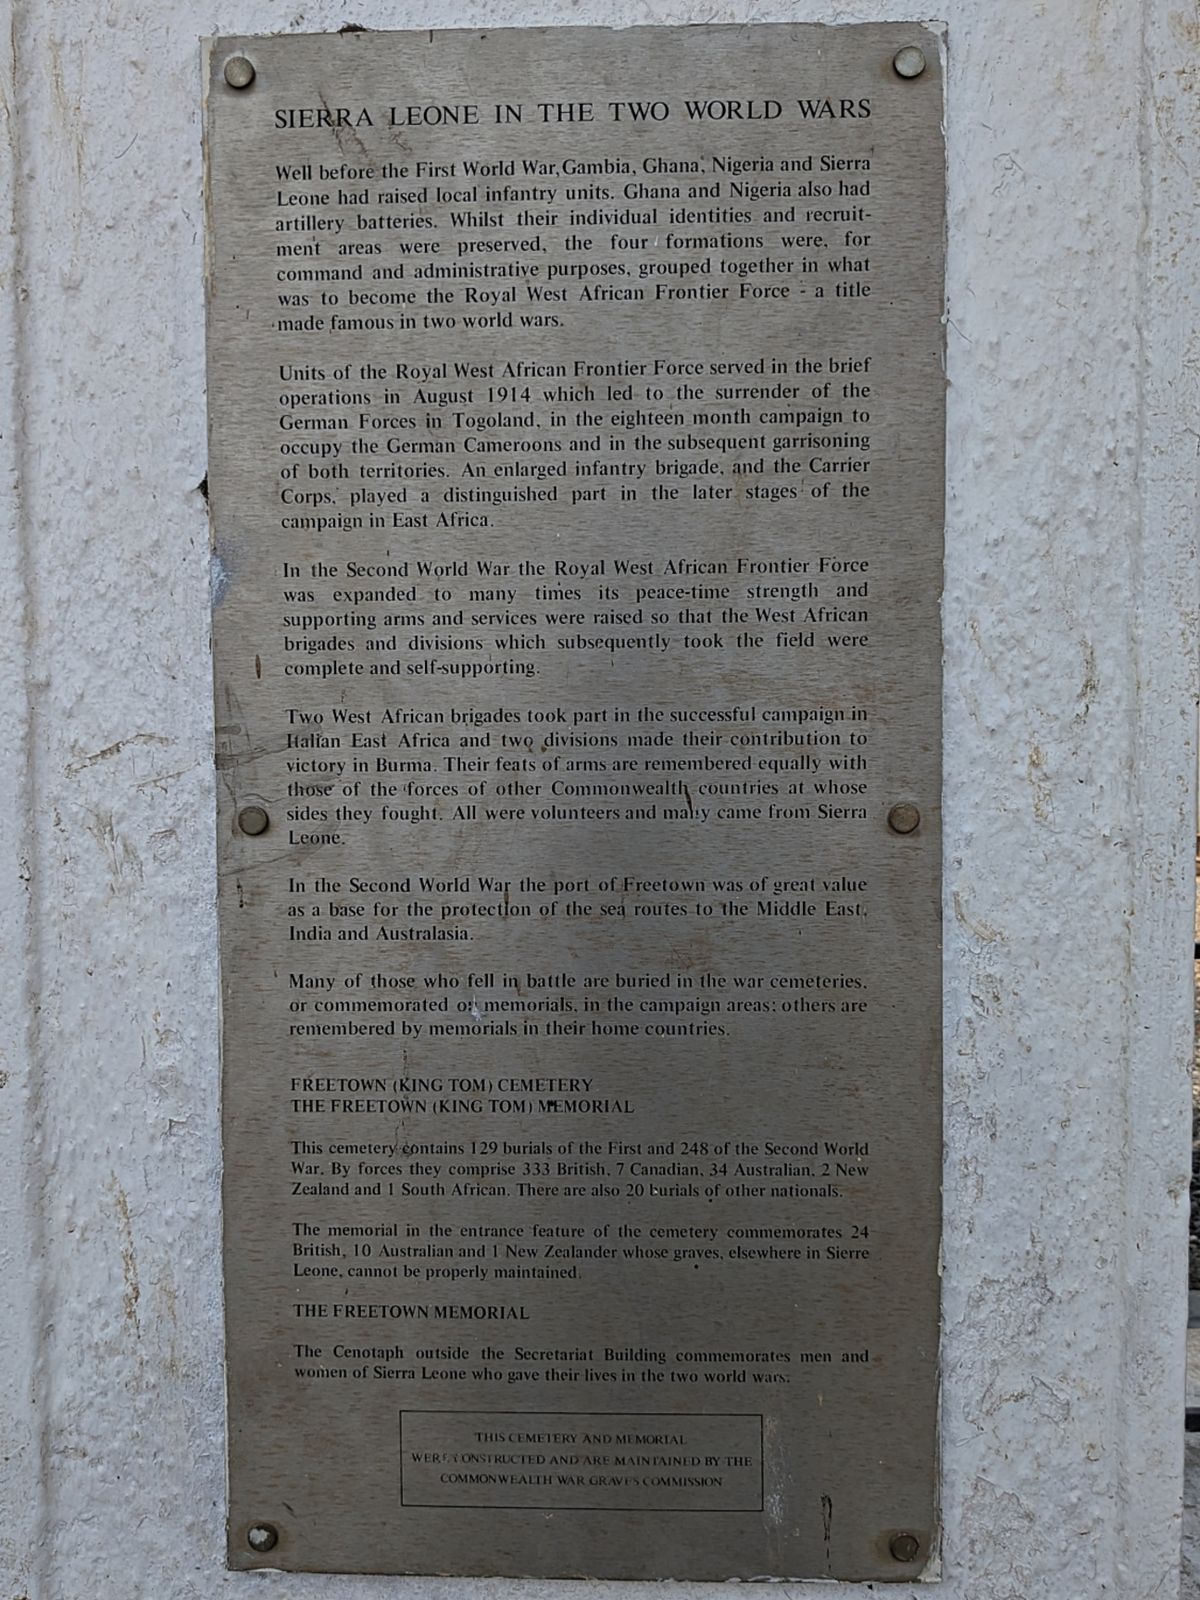 SIERRA LEONE IN THE TWO WORLD WARS
Well before the First World War, Gambia, Ghana, Nigeria and Sierra
Leone had raised local infantry units. Ghana and Nigeria also had
artillery batteries. Whilst their individual identities and recruit-
ment areas were preserved, the four formations were, for
command and administrative purposes, grouped together in what
was to become the Royal West African Frontier Force - a title
made famous in two world wars.
Units of the Royal West African Frontier Force served in the brief
operations in August 1914 which led to the surrender of the
German Forces in Togoland, in the eighteen month campaign to
occupy the German Cameroons and in the subsequent garrisoning
of both territories. An enlarged infantry brigade, and the Carrier
Corps, played a distinguished part in the later stages of the
campaign in East Africa.
In the Second World War the Royal West African Frontier Force
was expanded to many times its peace-time strength and
supporting arms and services were raised so that the West African
brigades and divisions which subsequently took the field were
complete and self-supporting.
Two West African brigades took part in the successful campaign in
Italian East Africa and two divisions made their contribution to
victory in Burma. Their feats of arms are remembered equally with
those of the forces of other Commonwealth countries at whose
sides they fought. All were volunteers and many came from Sierra
Leone.
In the Second World War the port of Freetown was of great value
as a base for the protection of the sea routes to the Middle East,
India and Australasia.
Many of those who fell in battle are buried in the war cemeteries,
or commemorated on memorials, in the campaign areas; others are
remembered by memorials in their home countries.
FREETOWN (KING TOM) CEMETERY
THE FREETOWN (KING TOM) MEMORIAL
This cemetery contains 129 burials of the First and 248 of the Second World
War. By forces they comprise 333 British, 7 Canadian, 34 Australian, 2 New
Zealand and 1 South African. There are also 20 burials of other nationals.
The memorial in the entrance feature of the cemetery commemorates 24
British, 10 Australian and 1 New Zealander whose graves, elsewhere in Sierre
Leone, cannot be properly maintained.
THE FREETOWN MEMORIAL
The Cenotaph outside the Secretariat Building commemorates men and
women of Sierra Leone who gave their lives in the two world wars.
THIS CEMETERY AND MEMORIAL
WERE CONSTRUCTED AND ARE MAINTAINED BY THE
COMMONWEALTH WAR GRAVES COMMISSION